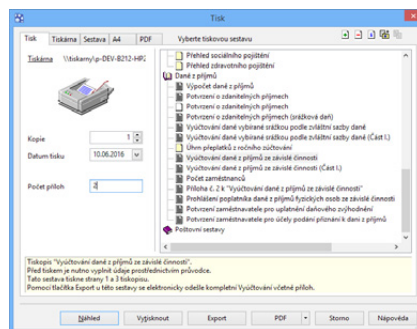 Tisk
Tisk
Tiskárna
Sestava
A4
PDF
Vyberte tiskovou sestavu
Tiskárna
\\tiskarny\p-DEV-B212-HP2
Kopie
1
Datum tisku
10.06.2016
Počet příloh
2
Přehled sociálního pojištění
Přehled zdravotního pojištění
Daně z příjmů
Výpočet daně z příjmů
Potvrzení o zdanitelných příjmech
Potvrzení o zdanitelných příjmech
Potvrzení o zdanitelných příjmech (srážková daň)
Vyúčtování daně vybírané srážkou podle zvláštní sazby daně
Vyúčtování daně vybírané srážkou podle zvláštní sazby daně (Část I.)
Úhrn přeplatků z ročního zúčtování
Vyúčtování daně z příjmů ze závislé činnosti
Vyúčtování daně z příjmů ze závislé činnosti (Část I.)
Počet zaměstnanců
Příloha č. 2 k "Vyúčtování daně z příjmů ze závislé činnosti"
Prohlášení poplatníka daně z příjmů fyzických osob ze závislé činnosti
Potvrzení zaměstnavatele pro uplatnění daňového zvýhodnění
Potvrzení zaměstnavatele pro účely podání přiznání k dani z příjmů
Poštovní sestavy
Tiskopis "Vyúčtování daně z příjmů ze závislé činnosti".
Před tiskem je nutno vyplnit údaje prostřednictvím průvodce.
Tato sestava tiskne strany 1 a 3 tiskopisu.
Pomocí tlačítka Export u této sestavy se elektronicky odešle kompletní Vyúčtování včetně příloh.
Náhled
Vytisknout
Export
PDF
Storno
Nápověda